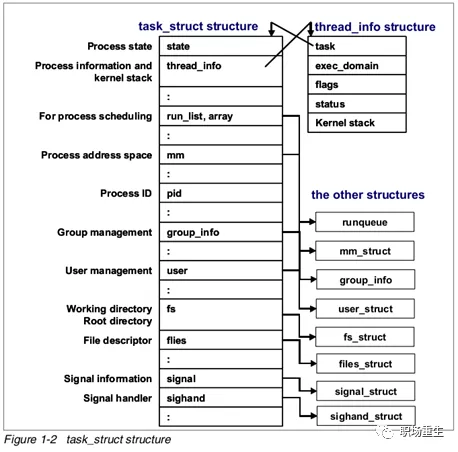 task_struct structure
thread_info structure
Process state
state
task
Process information and
kernel stack
thread_info
exec_domain
flags
:
status
For process scheduling
run_list, array
Kernel stack
:
Process address space
mm
:
Process ID
pid
the other structures
:
runqueue
Group management
group_info
mm_struct
:
User management
user
group_info
:
user_struct
Working directory
Root directory
fs
fs_struct
File descriptor
flies
files_struct
:
Signal information
signal
signal_struct
Signal handler
sighand
:
sighand_struct
职场重生
Figure 1-2 task_struct structure